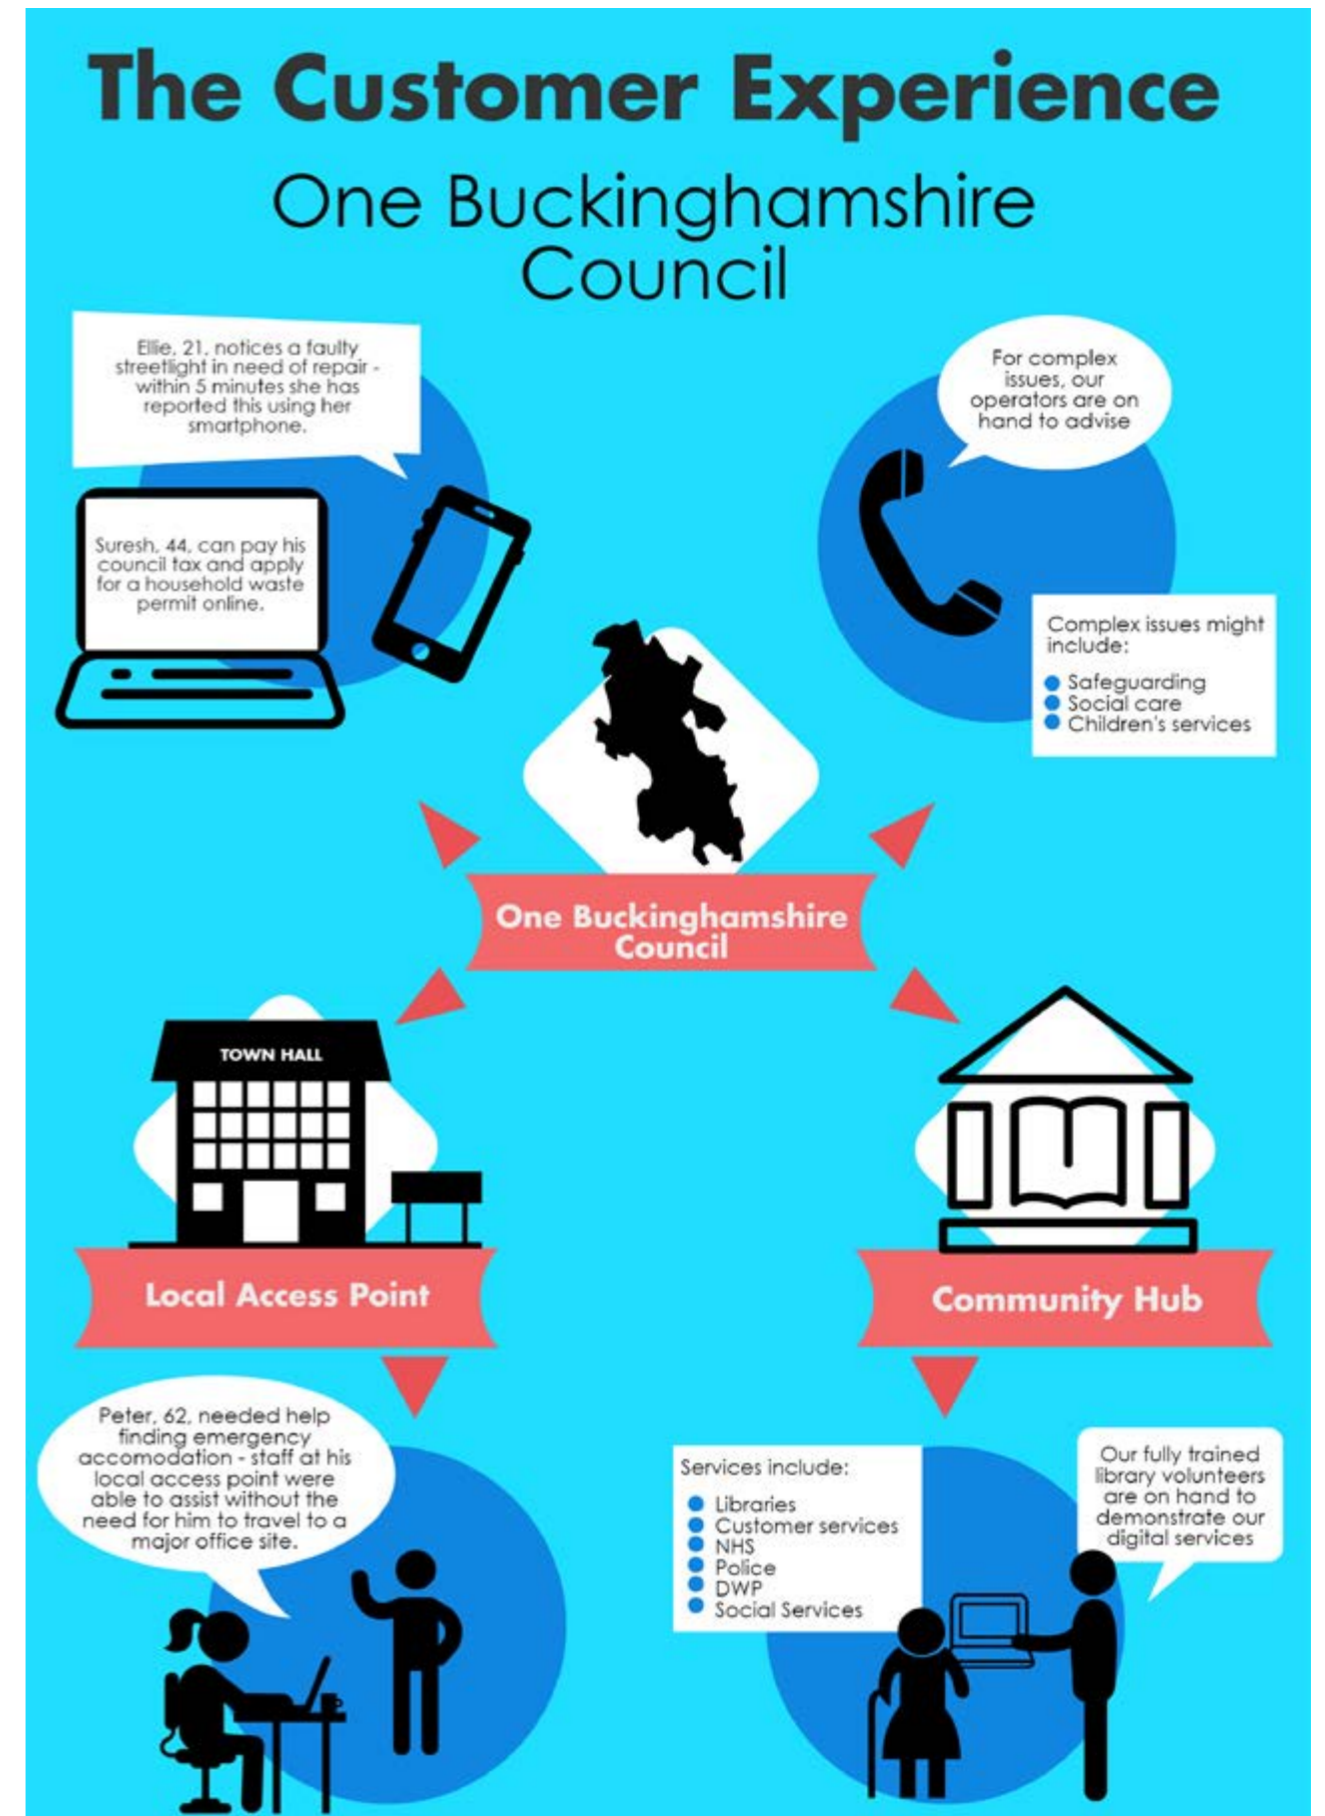 The Customer Experience
One Buckinghamshire
Council
Ellie, 21, notices a faulty
streetlight in need of repair -
within 5 minutes she has
reported this using her
smartphone.
For complex
issues, our
operators are on
hand to advise
Suresh, 44, can pay his
council tax and apply
for a household waste
permit online.
Complex issues might
include:
Safeguarding
Social care
Children's services
One Buckinghamshire
Council
TOWN HALL
Local Access Point
Community Hub
Peter, 62, needed help
finding emergency
accomodation - staff at his
local access point were
able to assist without the
need for him to travel to a
major office site.
Services include:
Libraries
Customer services
NHS
Police
DWP
Social Services
Our fully trained
library volunteers
are on hand to
demonstrate our
digital services